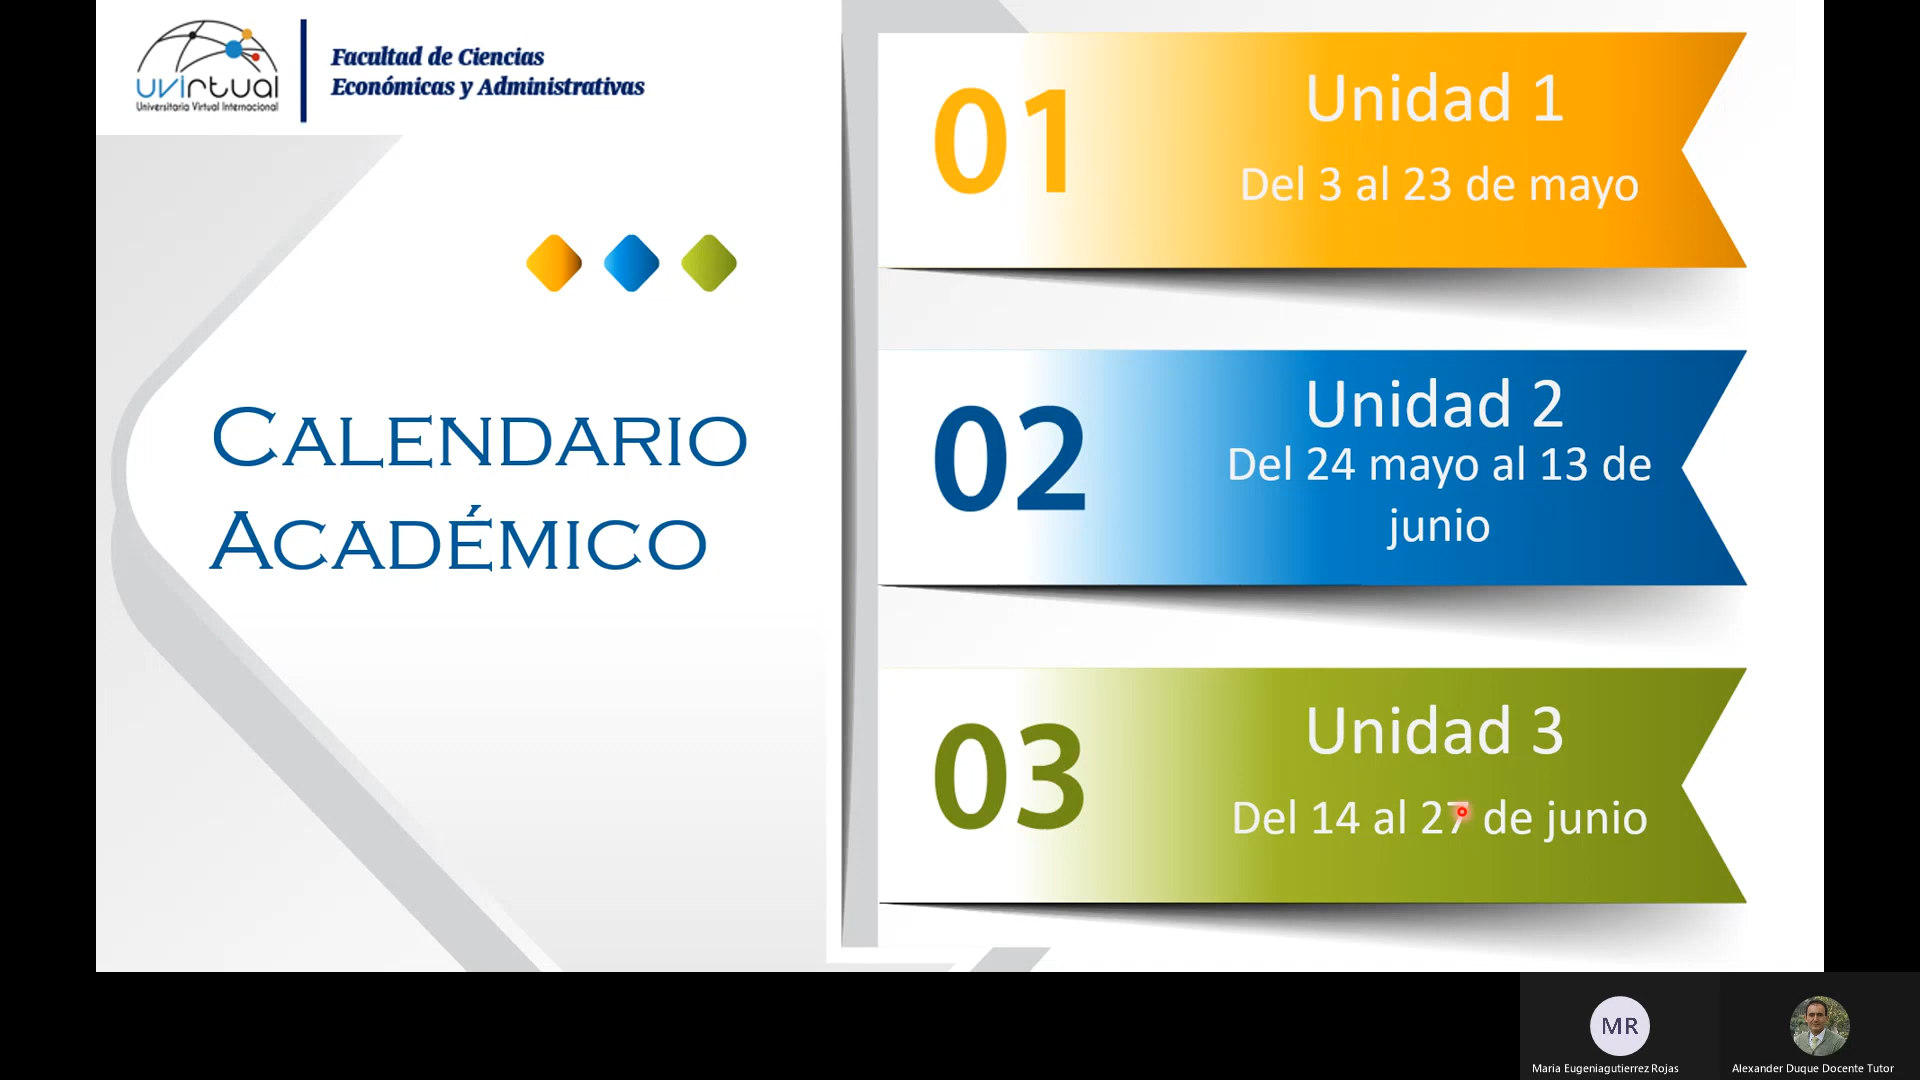 uvirtual
Universitaria Virtual Internacional
Facultad de Ciencias
Económicas y Administrativas
CALENDARIO
ACADÉMICO
01
Unidad 1
Del 3 al 23 de mayo
02
Unidad 2
Del 24 mayo al 13 de
junio
03
Unidad 3
Del 14 al 27 de junio
MR
Maria Eugeniagutierrez Rojas
Alexander Duque Docente Tutor